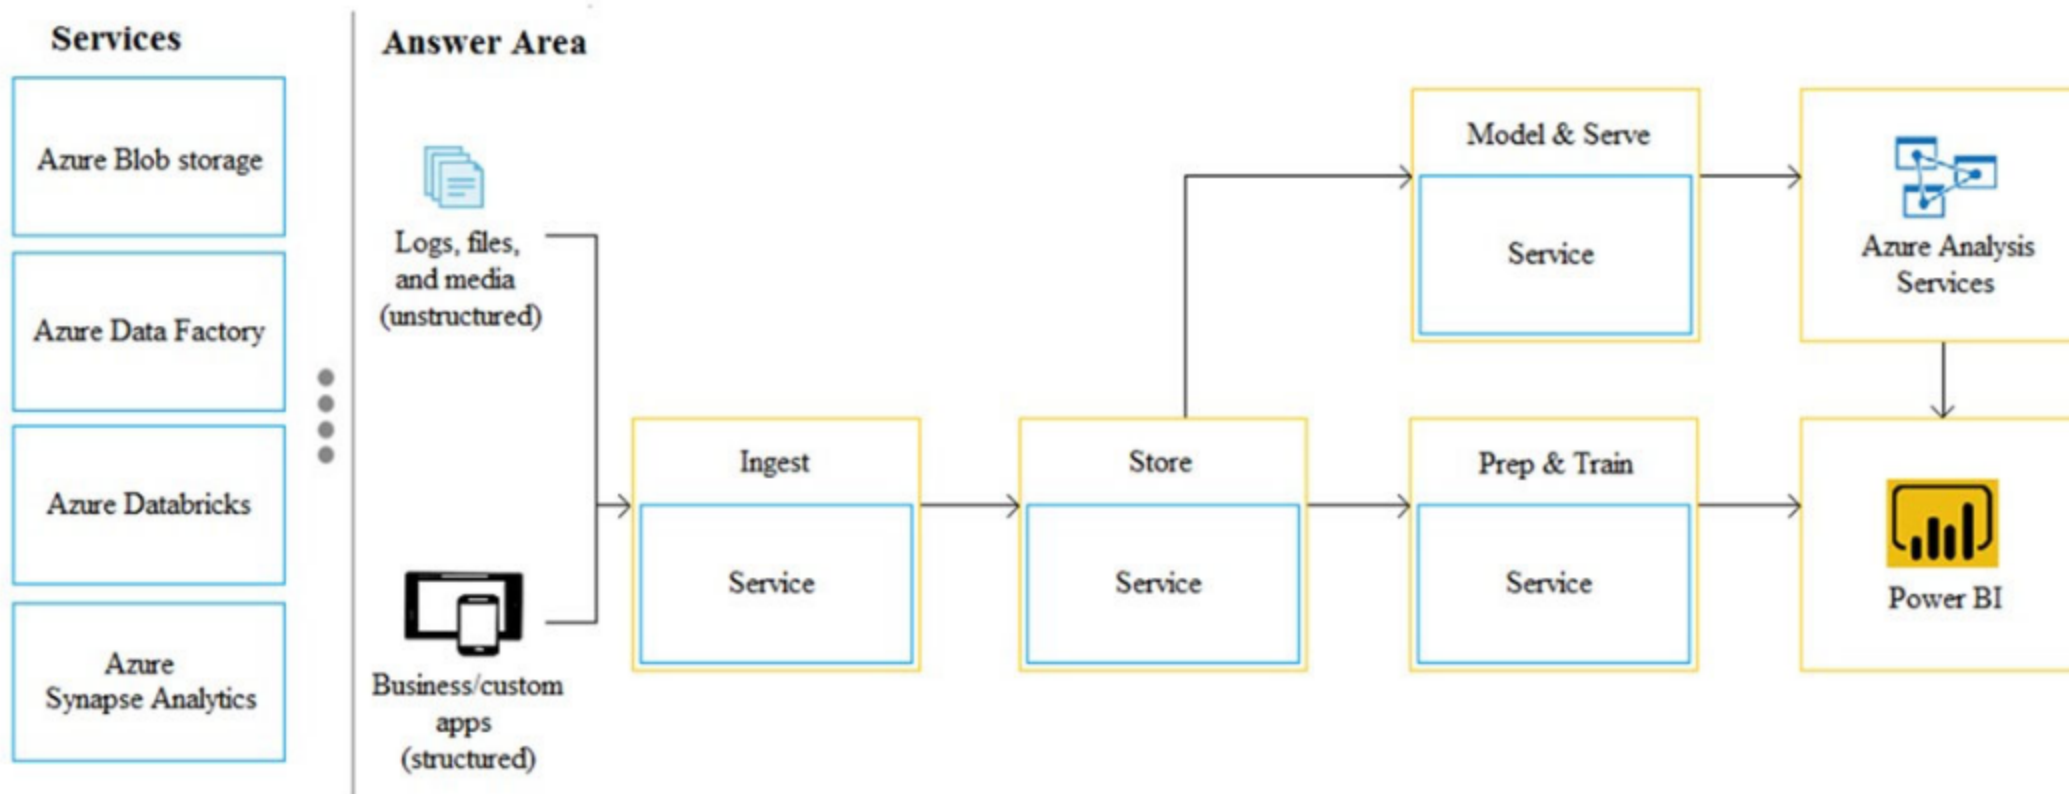 Services
Azure Blob storage
Azure Data Factory
Azure Databricks
Azure
Synapse Analytics
Answer Area
Logs, files,
and media
(unstructured)
Business/custom
apps
(structured)
Ingest
Service
Store
Service
Model & Serve
Service
Prep & Train
Service
Azure Analysis
Services
Power BI